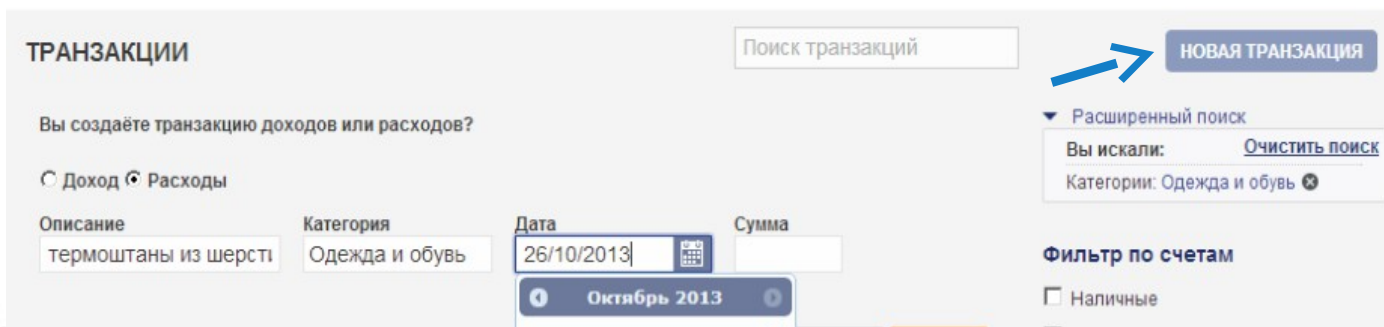 ТРАНЗАКЦИИ
Поиск транзакций
НОВАЯ ТРАНЗАКЦИЯ
Вы создаёте транзакцию доходов или расходов?
Доход Расходы
Описание Категория Дата Сумма
термоштаны из шерсти Одежда и обувь 26/10/2013
Октябрь 2013
Расширенный поиск
Вы искали: Очистить поиск
Категории: Одежда и обувь
Фильтр по счетам
Наличные